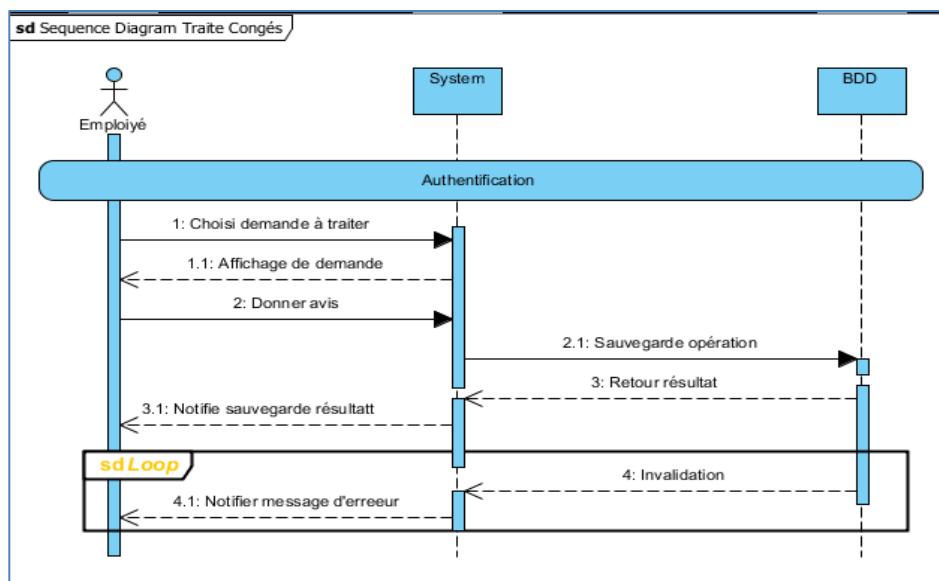 sd Sequence Diagram Traite Congés
System
BDD
Emploiyé
Authentification
1: Choisi demande à traiter
1.1: Affichage de demande
2: Donner avis
2.1: Sauvegarde opération
3: Retour résultat
3.1: Notifie sauvegarde résultatt
sd Loop
4: Invalidation
4.1: Notifier message d'erreeur